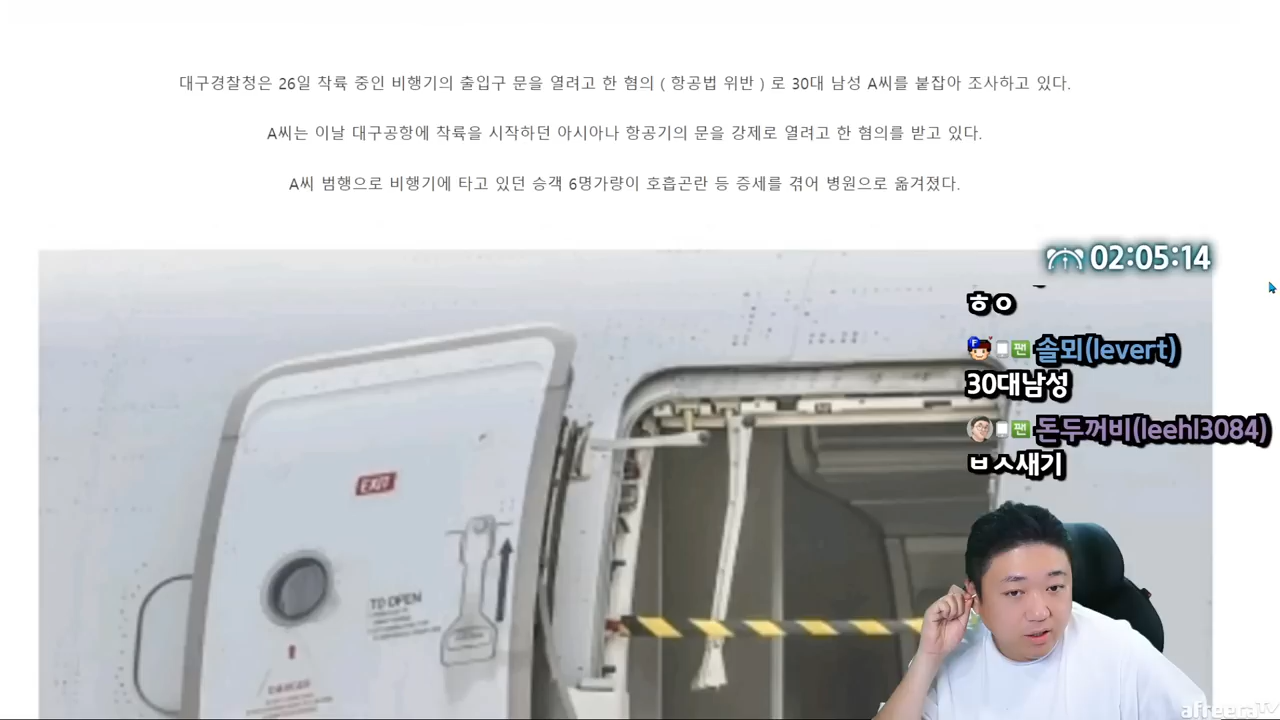 대구경찰청은 26일 착륙 중인 비행기의 출입구 문을 열려고 한 혐의 ( 항공법 위반 ) 로 30대 남성 A씨를 붙잡아 조사하고 있다.
A씨는 이날 대구공항에 착륙을 시작하던 아시아나 항공기의 문을 강제로 열려고 한 혐의를 받고 있다.
A씨 범행으로 비행기에 타고 있던 승객 6명가량이 호흡곤란 등 증세를 겪어 병원으로 옮겨졌다.
02:05:14
ㅎㅇ
F 팬 솔뫼(levert)
30대남성
팬 돈두꺼비(leehl3084)
ㅂㅅ새기
EXIT
TO OPEN
DANGER
afreecaTV